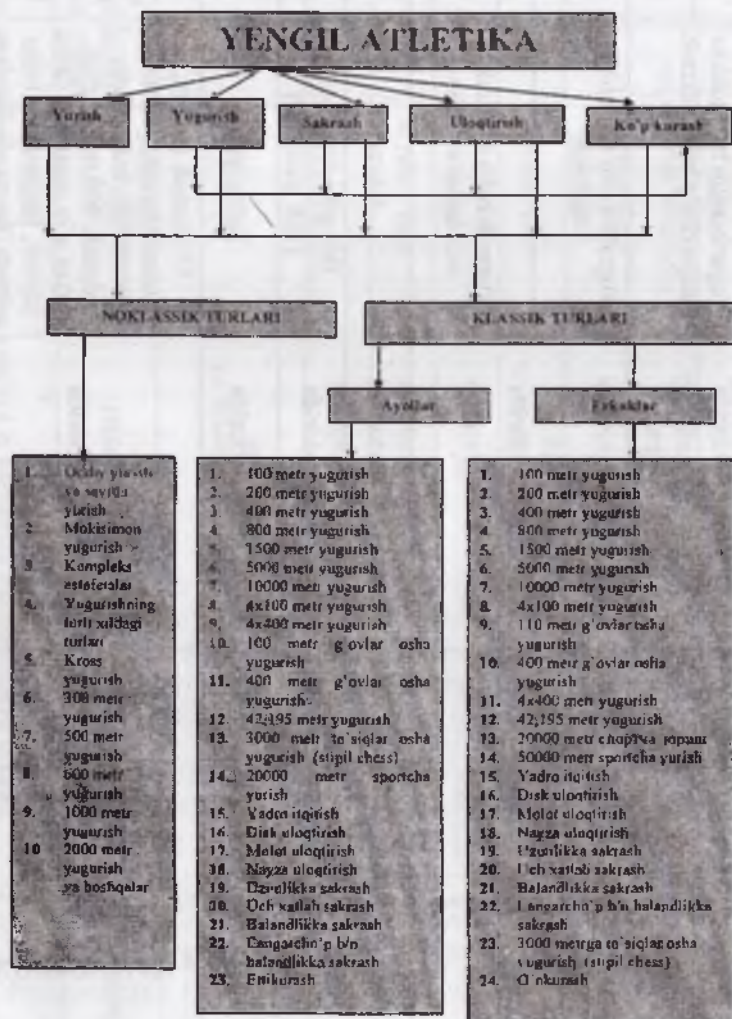 YENGIL ATLETIKA
Yurish
Yugurish
Sakrash
Uloqtirish
Ko'p kurash
NOKLASSIK TURLARI
KLASSIK TURLARI
Ayollar
Erkaklar
1. Oddiy yurish
va sayrda
yurish
2. Mokisimon
yugurish
3. Kompleks
estafetalar
4. Yugurishning
turli xildagi
turlari
5. Kross
yugurish
6. 300 metr
yugurish
7. 500 metr
yugurish
8. 600 metr
yugurish
9. 1000 metr
yugurish
10 2000 metr
yugurish
va boshqalar
1. 100 metr yugurish
2. 200 metr yugurish
3. 400 metr yugurish
4. 800 metr yugurish
5. 1500 metr yugurish
6. 5000 metr yugurish
7. 10000 metr yugurish
8. 4x100 metr yugurish
9. 4x400 metr yugurish
10. 100 metr g'ovlar osha
yugurish
11. 400 metr g'ovlar osha
yugurish
12. 42,195 metr yugurish
13. 3000 metr to'siqlar osha
yugurish (stipil chess)
14. 20000 metr sportcha
yurish
15. Yadro itqitish
16. Disk uloqtirish
17. Molot uloqtirish
18. Nayza uloqtirish
19. Uzunlikka sakrash
20. Uch xatlab sakrash
21. Balandlikka sakrash
22. Langarcho'p b/n
balandlikka sakrash
23. Ettikurash
1. 100 metr yugurish
2. 200 metr yugurish
3. 400 metr yugurish
4. 800 metr yugurish
5. 1500 metr yugurish
6. 5000 metr yugurish
7. 10000 metr yugurish
8. 4x100 metr yugurish
9. 110 metr g'ovlar osha
yugurish
10. 400 metr g'ovlar osha
yugurish
11. 4x400 metr yugurish
12. 42,195 metr yugurish
13. 20000 metr
14. 50000 metr sportcha yurish
15. Yadro itqitish
16. Disk uloqtirish
17. Molot uloqtirish
18. Nayza uloqtirish
19. Uzunlikka sakrash
20. Uch xatlab sakrash
21. Balandlikka sakrash
22. Langarcho'p b/n balandlikka
sakrash
23. 3000 metrga to'siqlar osha
yugurish (stipil chess)
24. O'nkurash